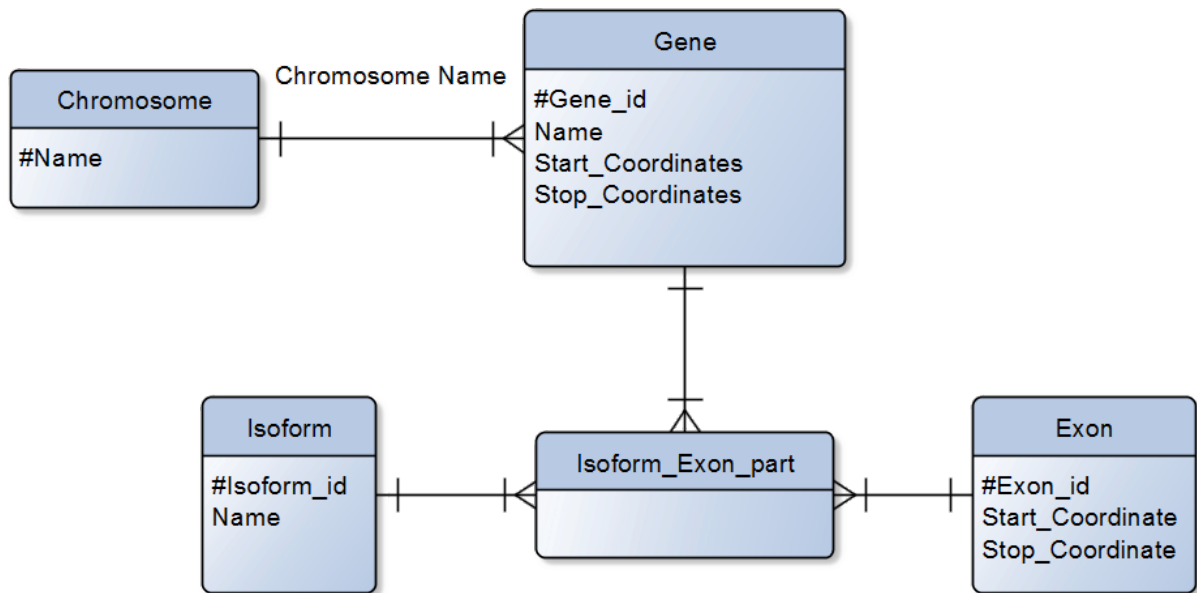 Chromosome
#Name
Chromosome Name
Gene
#Gene_id
Name
Start_Coordinates
Stop_Coordinates
Isoform
#Isoform_id
Name
Isoform_Exon_part
Exon
#Exon_id
Start_Coordinate
Stop_Coordinate